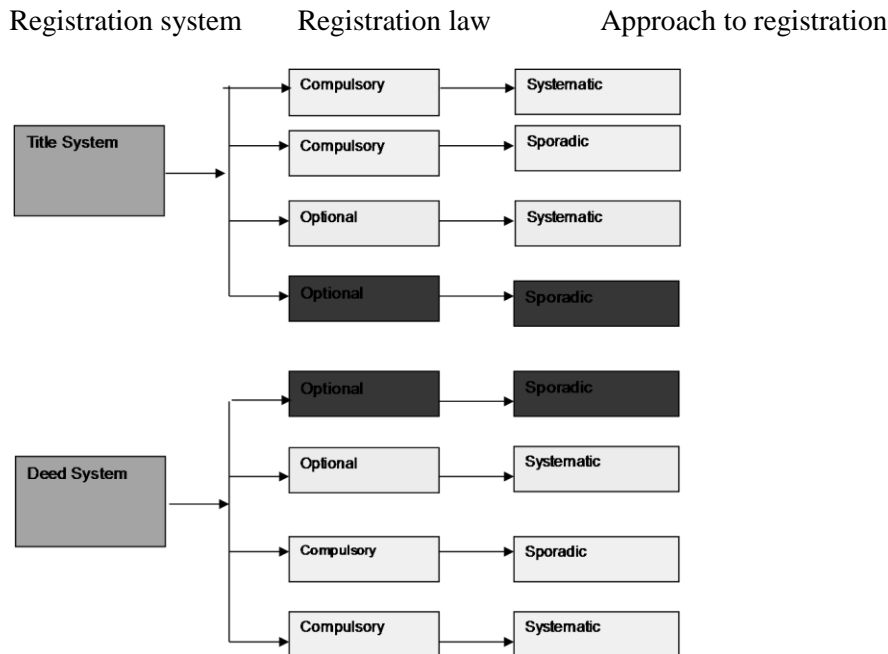 Registration system Registration law Approach to registration
Compulsory Systematic
Title System
Compulsory Sporadic
Optional Systematic
Optional Sporadic
Optional Sporadic
Deed System
Optional Systematic
Compulsory Sporadic
Compulsory Systematic